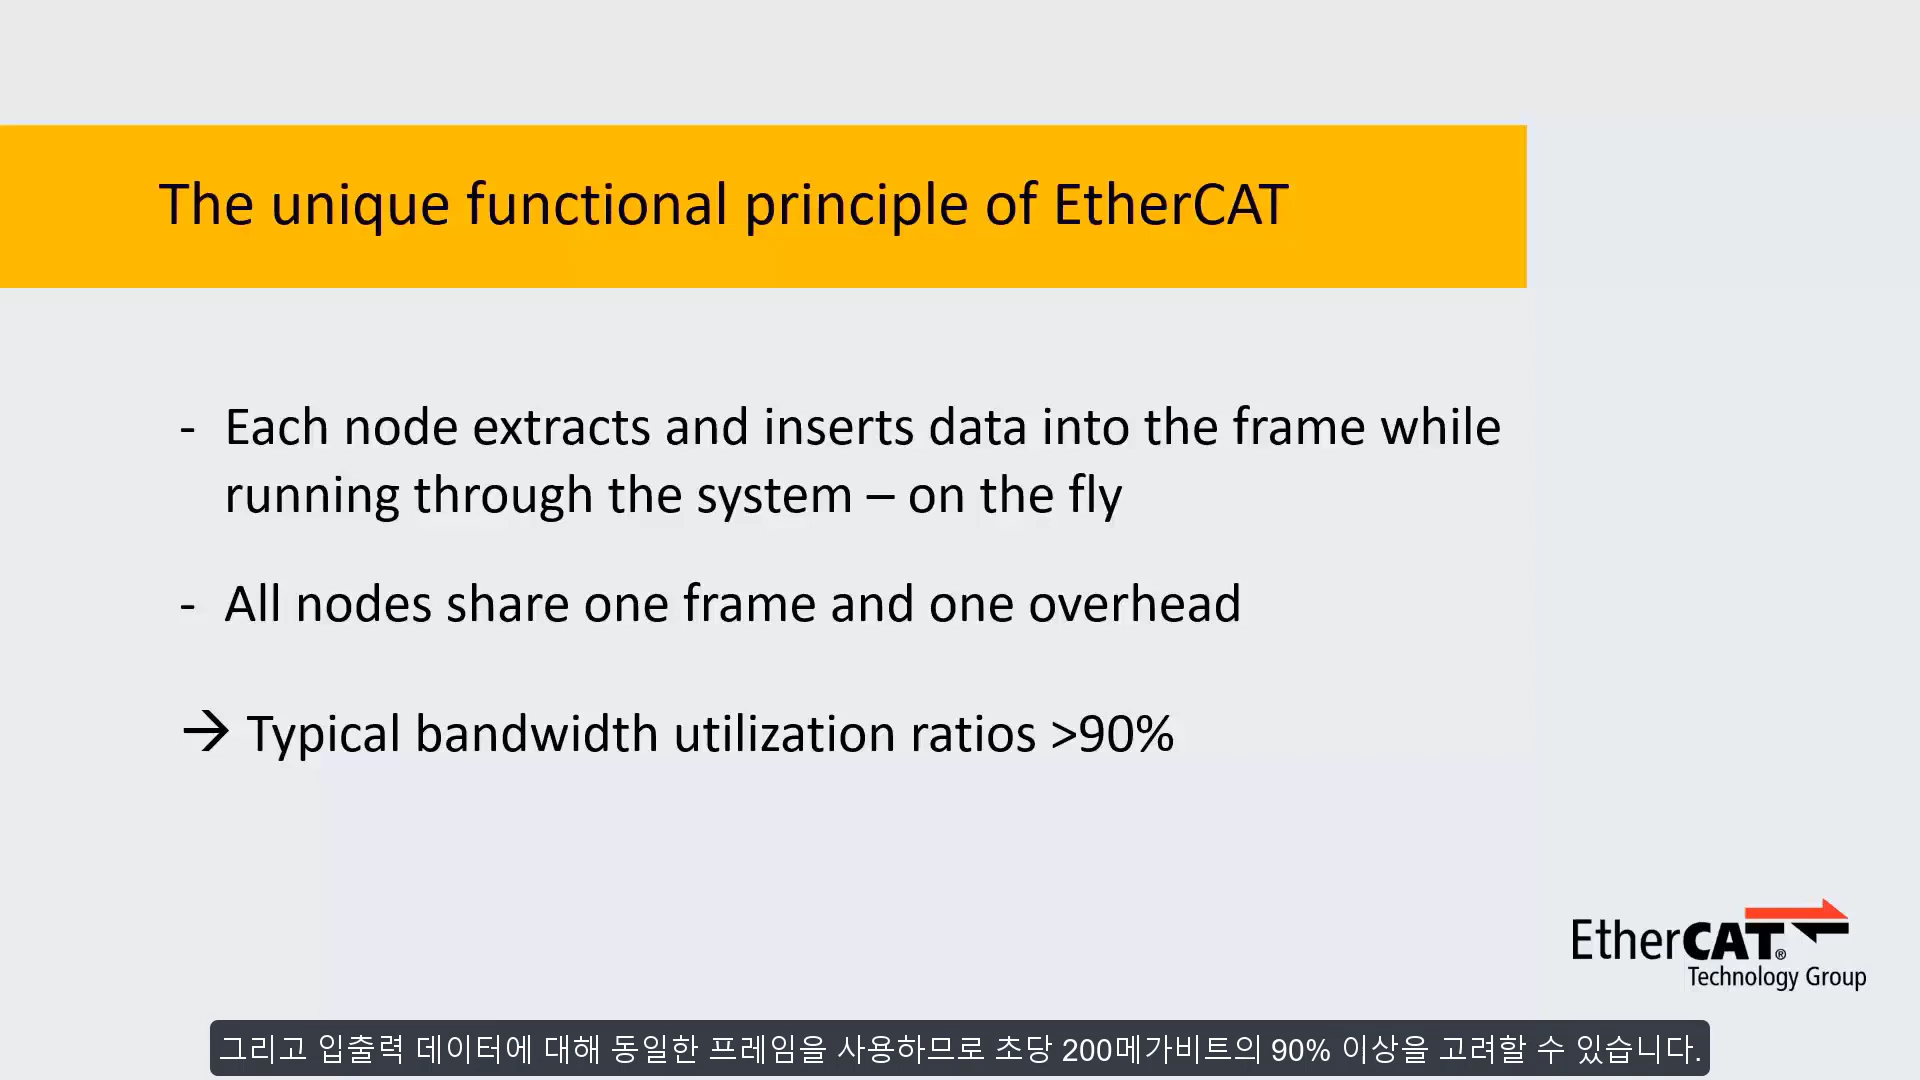 The unique functional principle of EtherCAT
- Each node extracts and inserts data into the frame while
running through the system – on the fly
- All nodes share one frame and one overhead
→ Typical bandwidth utilization ratios >90%
EtherCAT®
Technology Group
그리고 입출력 데이터에 대해 동일한 프레임을 사용하므로 초당 200메가비트의 90% 이상을 고려할 수 있습니다.